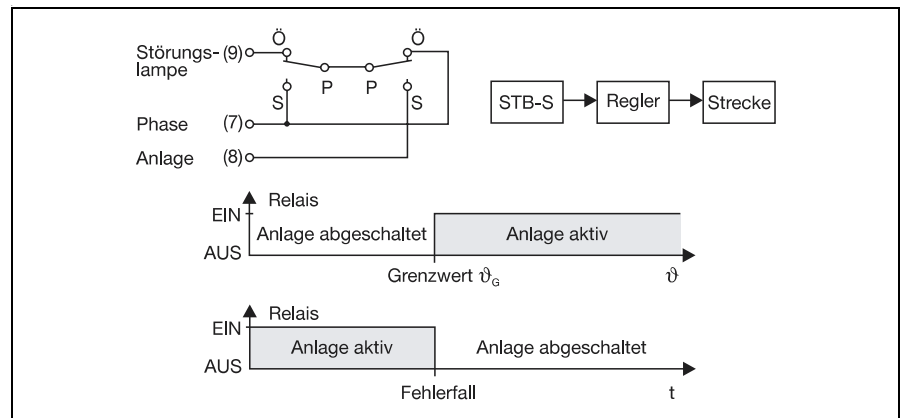 Ö Ö
Störungs- (9)
lampe
P P
S S
STB-S Regler Strecke
Phase (7)
Anlage (8)
Relais
EIN
Anlage abgeschaltet Anlage aktiv
AUS
Grenzwert ϑG ϑ
Relais
EIN
Anlage aktiv Anlage abgeschaltet
AUS
Fehlerfall t